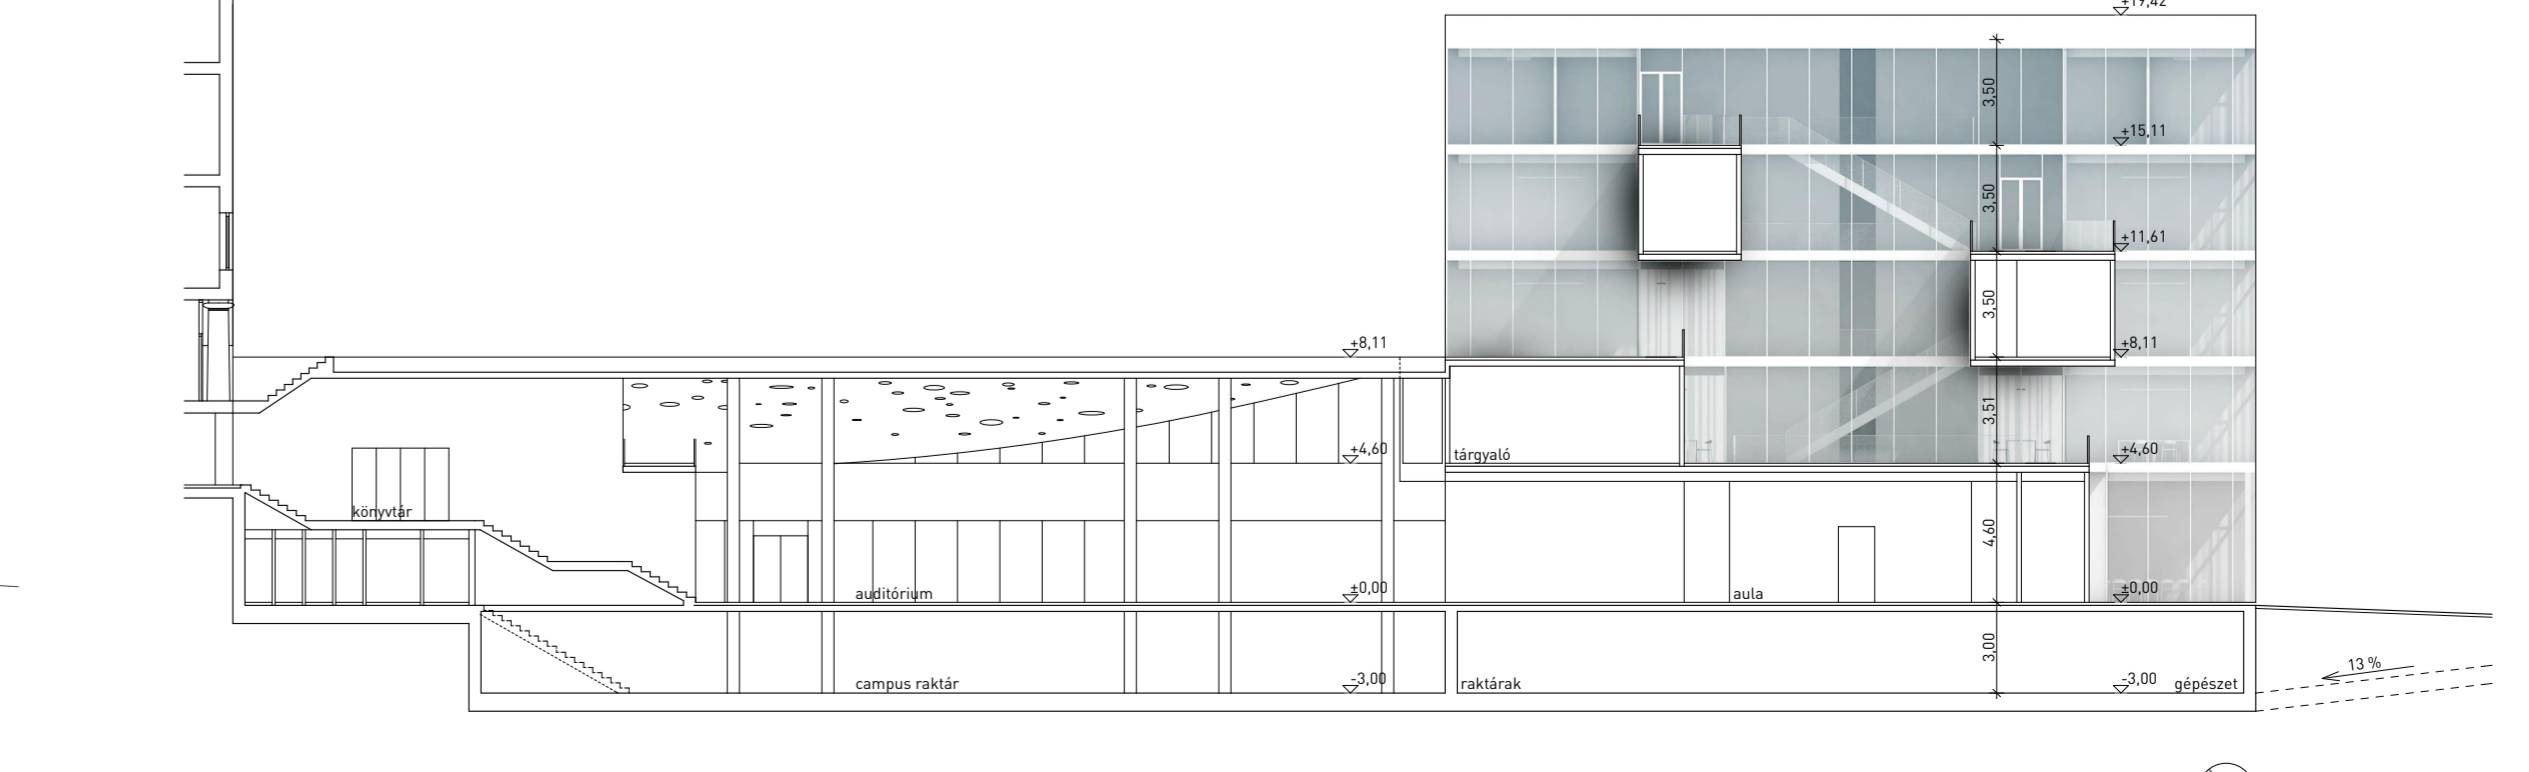 +19,42
3,50
+15,11
3,50
+11,61
3,50
+8,11
+8,11
3,51
+4,60
tárgyaló
+4,60
könyvtár
4,60
auditórium
±0,00
aula
±0,00
3,00
13 %
campus raktár
-3,00
raktárak
-3,00
gépészet